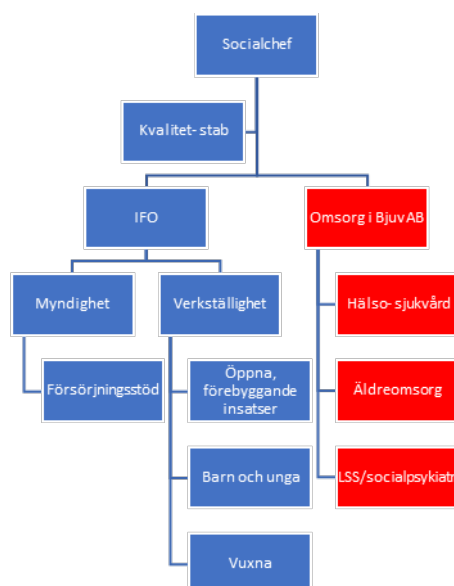 Socialchef
Kvalitet- stab
IFO
Omsorg i Bjuv AB
Myndighet
Verkställighet
Hälso- sjukvård
Försörjningsstöd
Öppna,
förebyggande
insatser
Äldreomsorg
Barn och unga
LSS/socialpsykiatri
Vuxna